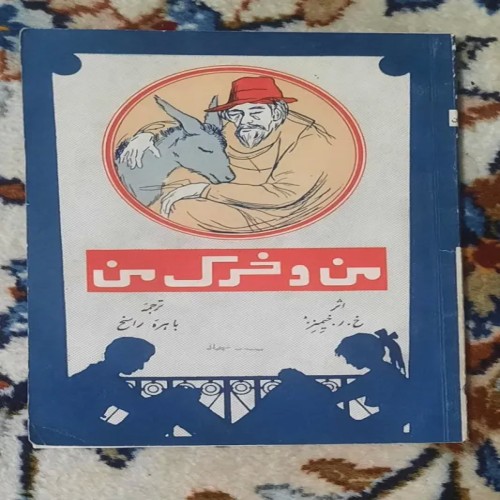 من و خرک من
اثر
خ. ر. خیمنز
ترجمهٔ
باهره راسخ